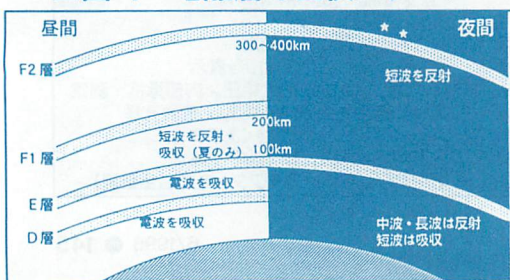 昼間
夜間
300〜400km
F2層
短波を反射
200km
短波を反射・
吸収（夏のみ）
100km
F1層
電波を吸収
E層
電波を吸収
D層
中波・長波は反射
短波は吸収